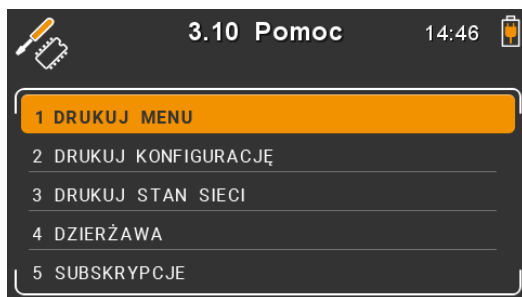 3.10 Pomoc 14:46
1 DRUKUJ MENU
2 DRUKUJ KONFIGURACJĘ
3 DRUKUJ STAN SIECI
4 DZIERŻAWA
5 SUBSKRYPCJE